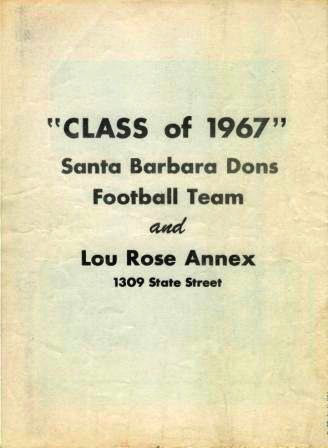 "CLASS of 1967"
Santa Barbara Dons
Football Team
and
Lou Rose Annex
1309 State Street